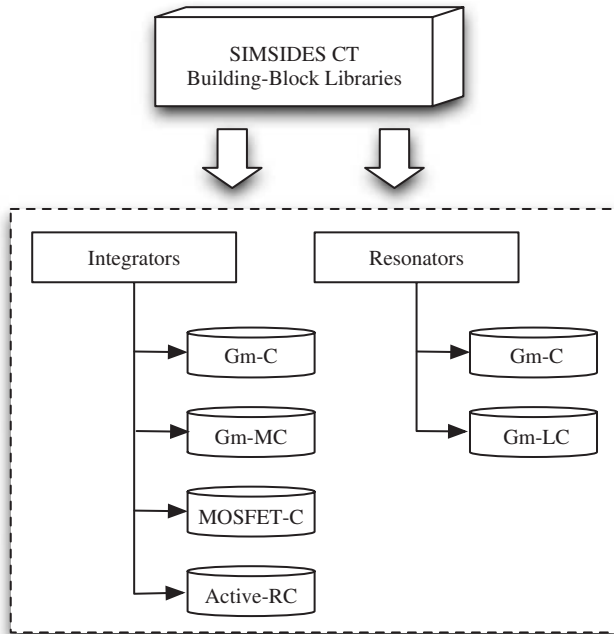 SIMSIDES CT
Building-Block Libraries
Integrators
Resonators
Gm-C
Gm-C
Gm-MC
Gm-LC
MOSFET-C
Active-RC